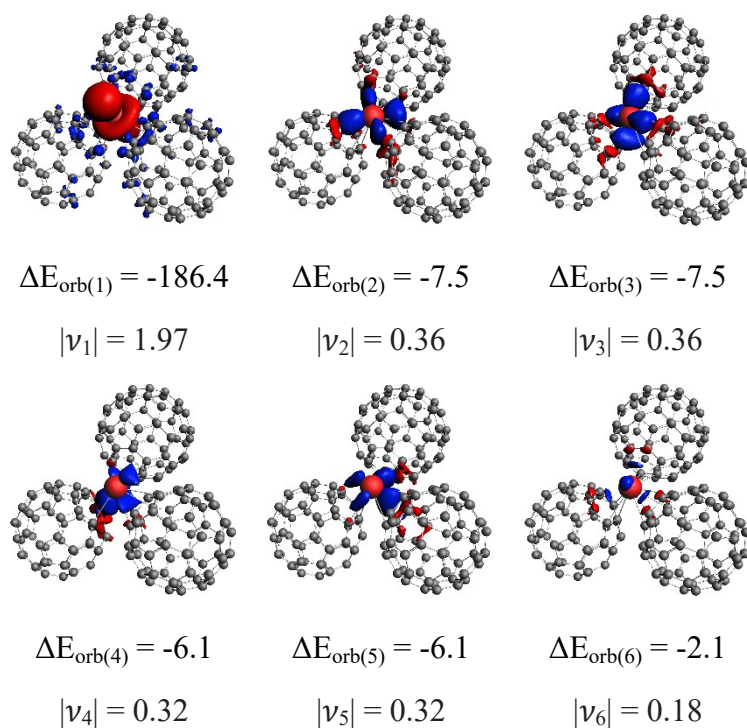 ΔE_orb(1) = -186.4 ΔE_orb(2) = -7.5 ΔE_orb(3) = -7.5
|ν₁| = 1.97 |ν₂| = 0.36 |ν₃| = 0.36
ΔE_orb(4) = -6.1 ΔE_orb(5) = -6.1 ΔE_orb(6) = -2.1
|ν₄| = 0.32 |ν₅| = 0.32 |ν₆| = 0.18